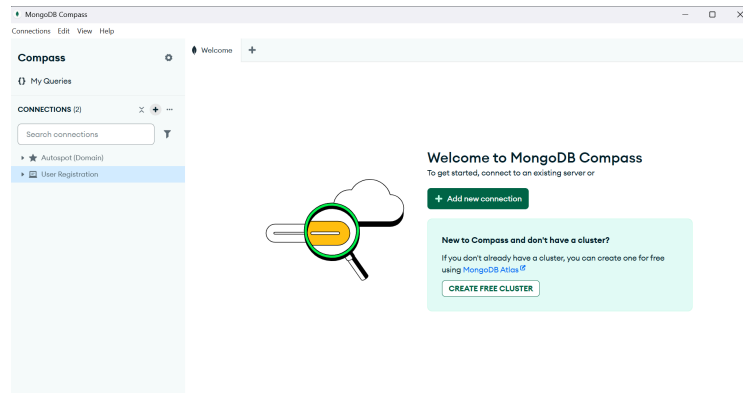 MongoDB Compass
Connections Edit View Help
Compass
{} My Queries
CONNECTIONS (2)
Search connections
Autospot (Domain)
User Registration
Welcome
Welcome to MongoDB Compass
To get started, connect to an existing server or
+ Add new connection
New to Compass and don't have a cluster?
If you don't already have a cluster, you can create one for free
using MongoDB Atlas
CREATE FREE CLUSTER